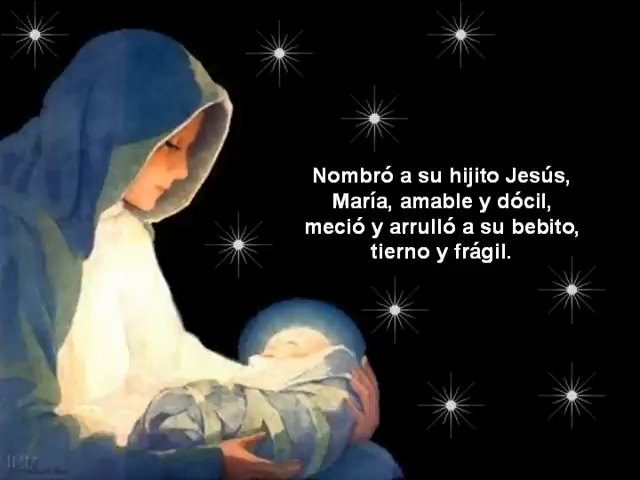 Nombró a su hijito Jesús,
María, amable y dócil,
meció y arrulló a su bebito,
tierno y frágil.